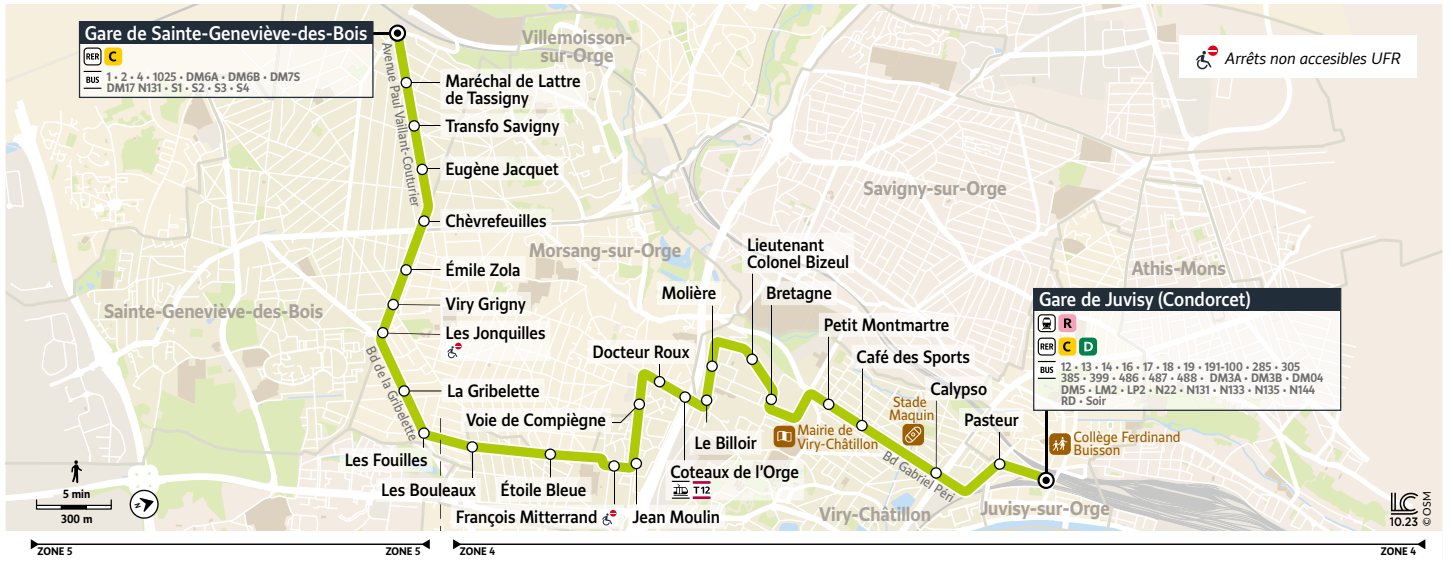 Gare de Sainte-Geneviève-des-Bois
RER C
BUS 1 • 2 • 4 • 1025 • DM6A • DM6B • DM7S
DM17 N131 • S1 • S2 • S3 • S4
Villemoisson-
sur-Orge
Arrêts non accesibles UFR
Avenue Paul Vaillant-Couturier
Maréchal de Lattre
de Tassigny
Transfo Savigny
Eugène Jacquet
Savigny-sur-Orge
Chèvrefeuilles
Morsang-sur-Orge
Lieutenant
Colonel Bizeul
Émile Zola
Athis-Mons
Molière
Bretagne
Viry Grigny
Sainte-Geneviève-des-Bois
Les Jonquilles
Petit Montmartre
Gare de Juvisy (Condorcet)
R
RER C D
BUS 12 • 13 • 14 • 16 • 17 • 18 • 19 • 191-100 • 285 • 305
385 • 399 • 486 • 487 • 488 • DM3A • DM3B • DM04
DM5 • LM2 • LP2 • N22 • N131 • N133 • N135 • N144
RD • Soir
Docteur Roux
Café des Sports
Bd de la Gribelette
La Gribelette
Calypso
Stade
Maquin
Voie de Compiègne
Pasteur
Mairie de
Viry-Châtillon
Le Billoir
Collège Ferdinand
Buisson
Les Fouilles
Coteaux de l'Orge
T12
Bd Gabriel Péri
Les Bouleaux
Étoile Bleue
François Mitterrand
Jean Moulin
Viry-Châtillon
Juvisy-sur-Orge
5 min
300 m
N
LC
10.23
© OSM
ZONE 5
ZONE 5
ZONE 4
ZONE 4